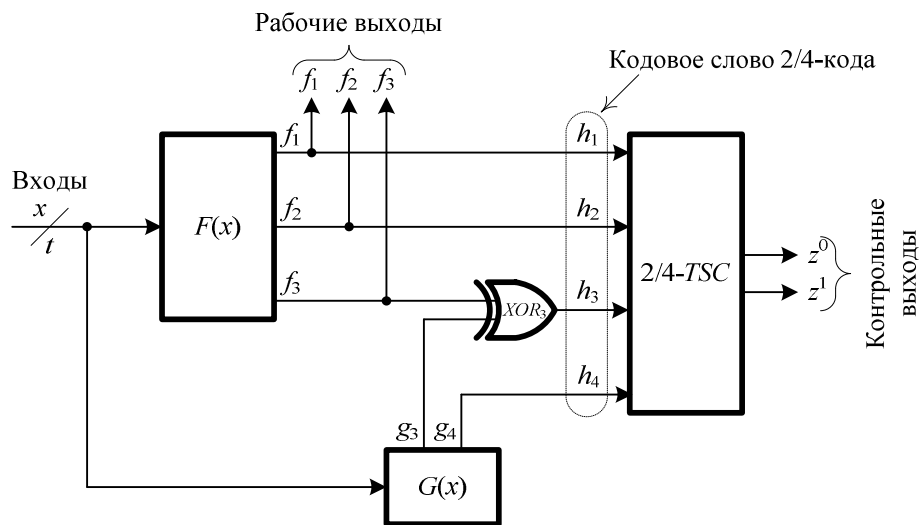 Рабочие выходы
f₁ f₂ f₃
Кодовое слово 2/4-кода
Входы
x
t
F(x)
f₁
f₂
f₃
XOR₃
h₁
h₂
h₃
h₄
2/4-TSC
z⁰
z¹
Контрольные
выходы
g₃ g₄
G(x)